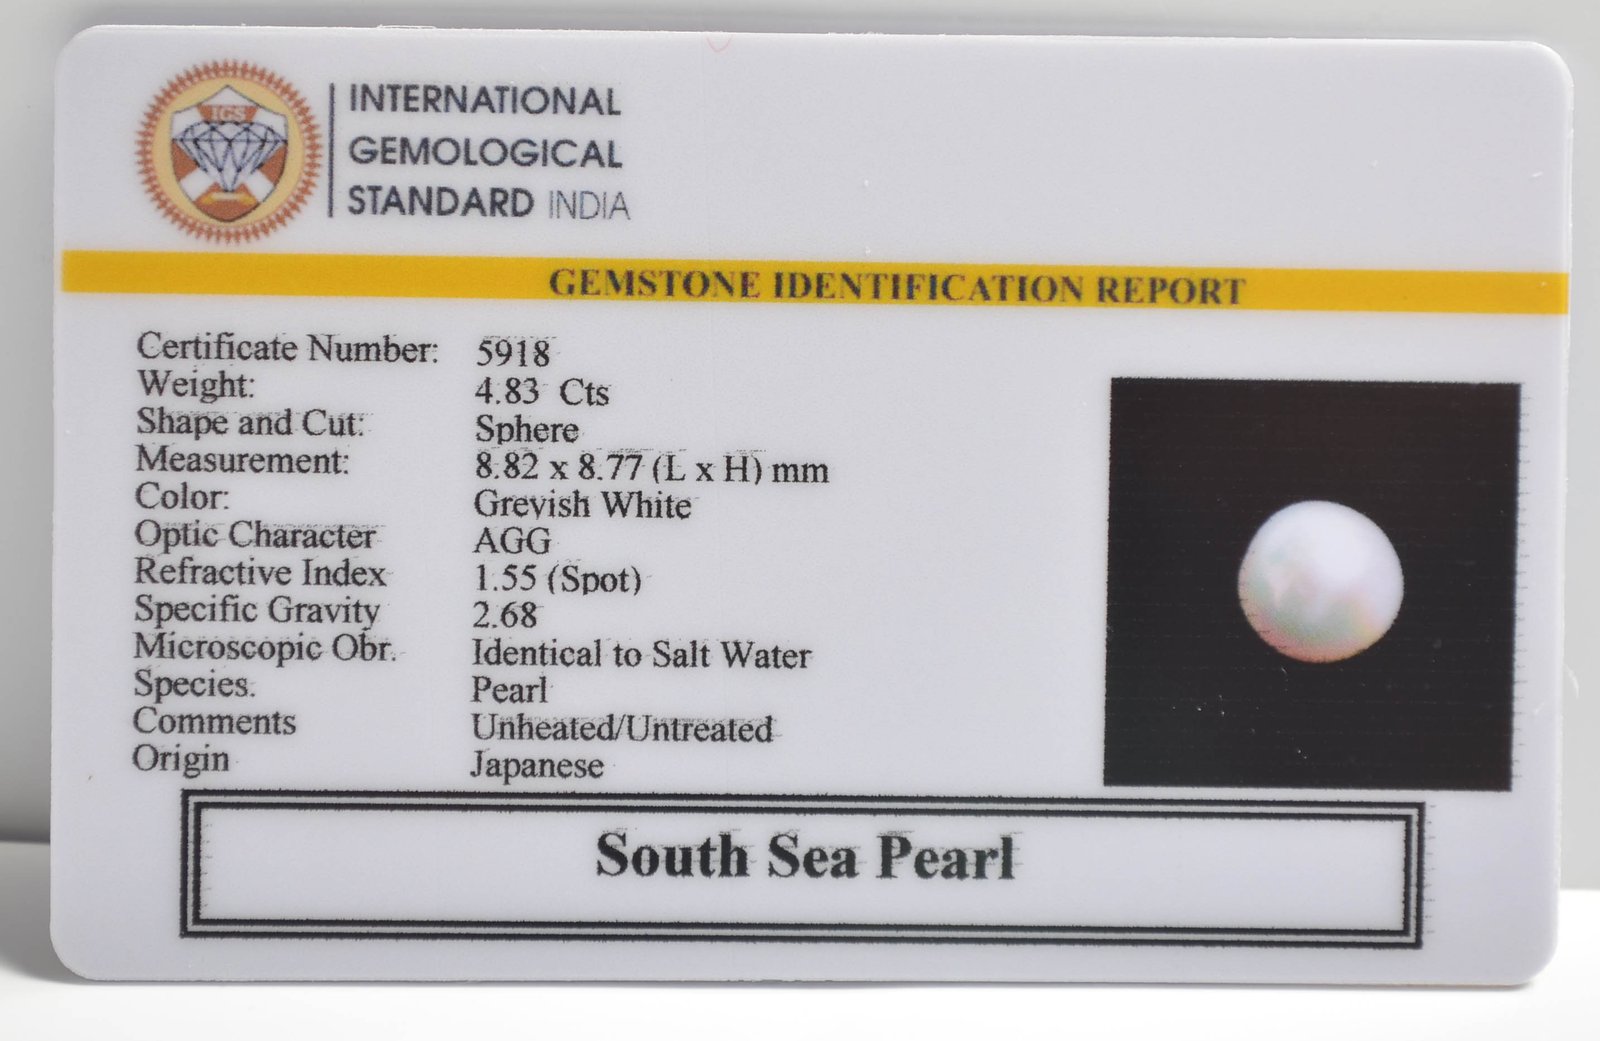 IGS
INTERNATIONAL
GEMOLOGICAL
STANDARD INDIA
GEMSTONE IDENTIFICATION REPORT
Certificate Number: 5918
Weight: 4.83 Cts
Shape and Cut: Sphere
Measurement: 8.82 x 8.77 (L x H) mm
Color: Greyish White
Optic Character AGG
Refractive Index 1.55 (Spot)
Specific Gravity 2.68
Microscopic Obr. Identical to Salt Water
Species. Pearl
Comments Unheated/Untreated
Origin Japanese
South Sea Pearl